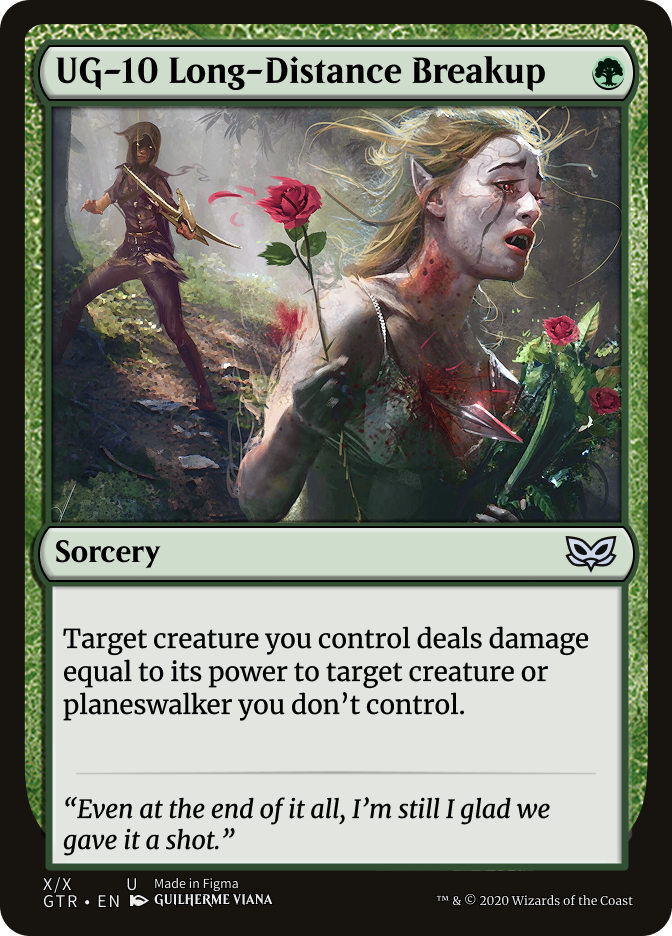 UG-10 Long-Distance Breakup
Sorcery
Target creature you control deals damage
equal to its power to target creature or
planeswalker you don’t control.
“Even at the end of it all, I’m still I glad we
gave it a shot.”
X/X U Made in Figma
GTR • EN GUILHERME VIANA ™ & © 2020 Wizards of the Coast